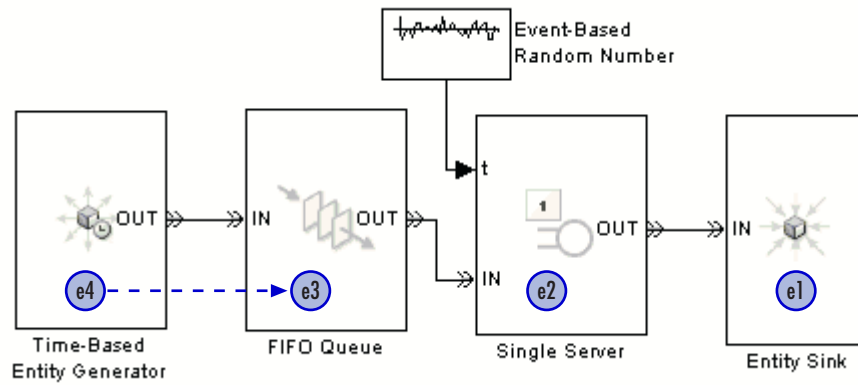 Event-Based
Random Number
t
OUT
IN
OUT
1
OUT
IN
IN
e4
e3
e2
e1
Time-Based
Entity Generator
FIFO Queue
Single Server
Entity Sink